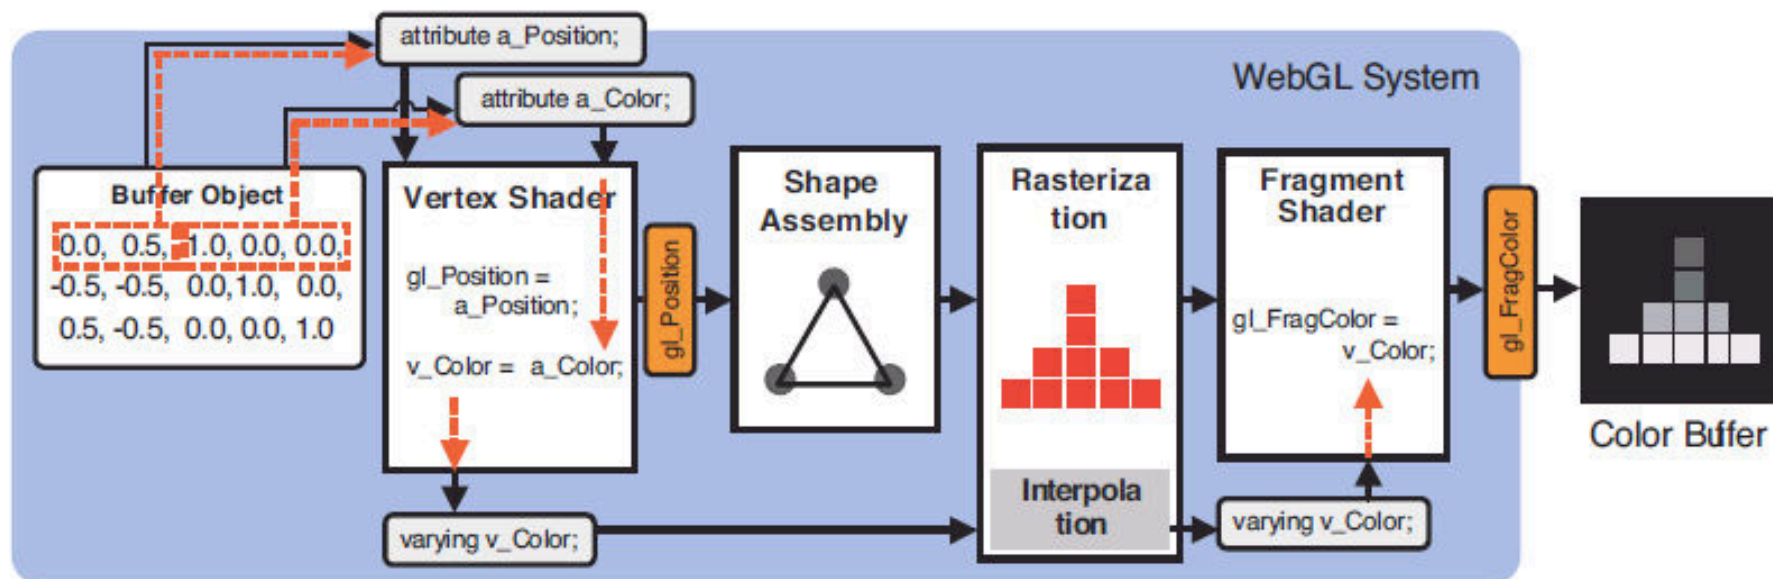 attribute a_Position;
attribute a_Color;
WebGL System
Buffer Object
0.0, 0.5, 1.0, 0.0, 0.0,
-0.5, -0.5, 0.0, 1.0, 0.0,
0.5, -0.5, 0.0, 0.0, 1.0
Vertex Shader
gl_Position =
a_Position;
v_Color = a_Color;
gl_Position
Shape
Assembly
Rasteriza
tion
Interpola
tion
Fragment
Shader
gl_FragColor =
v_Color;
gl_FragColor
Color Buffer
varying v_Color;
varying v_Color;